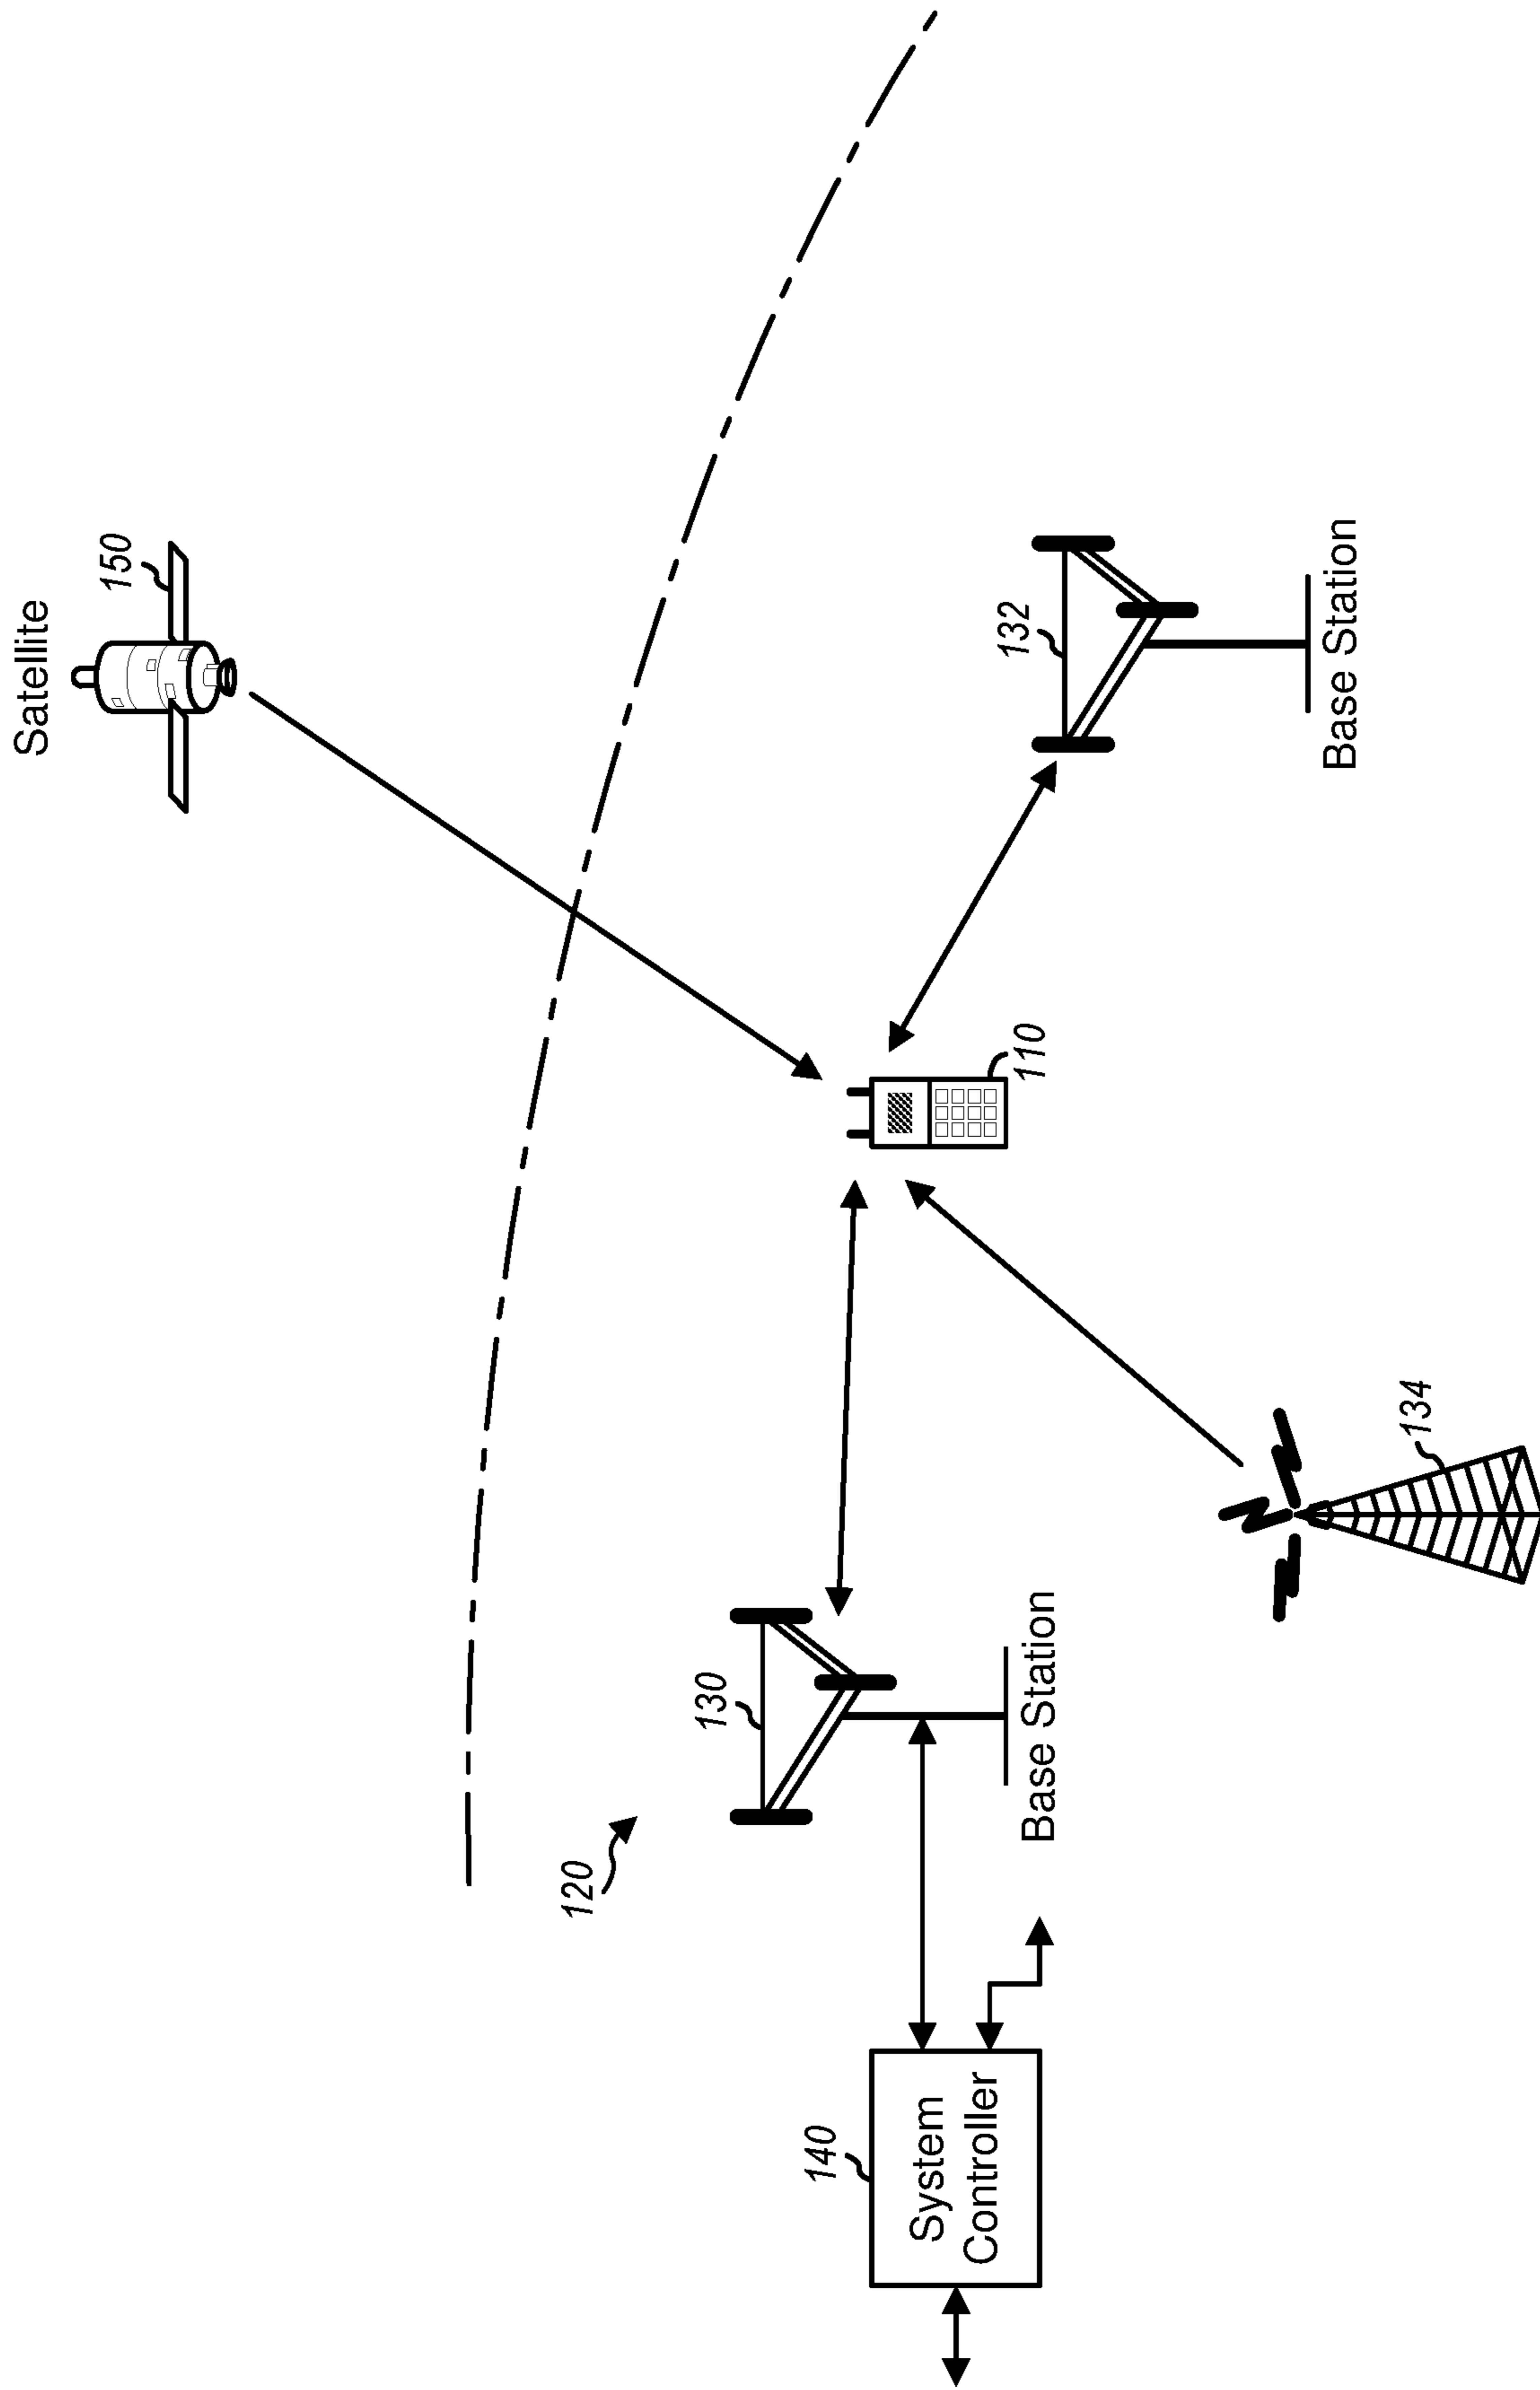 Satellite
150
120
130
132
140
System
Controller
110
Base Station
Base Station
134